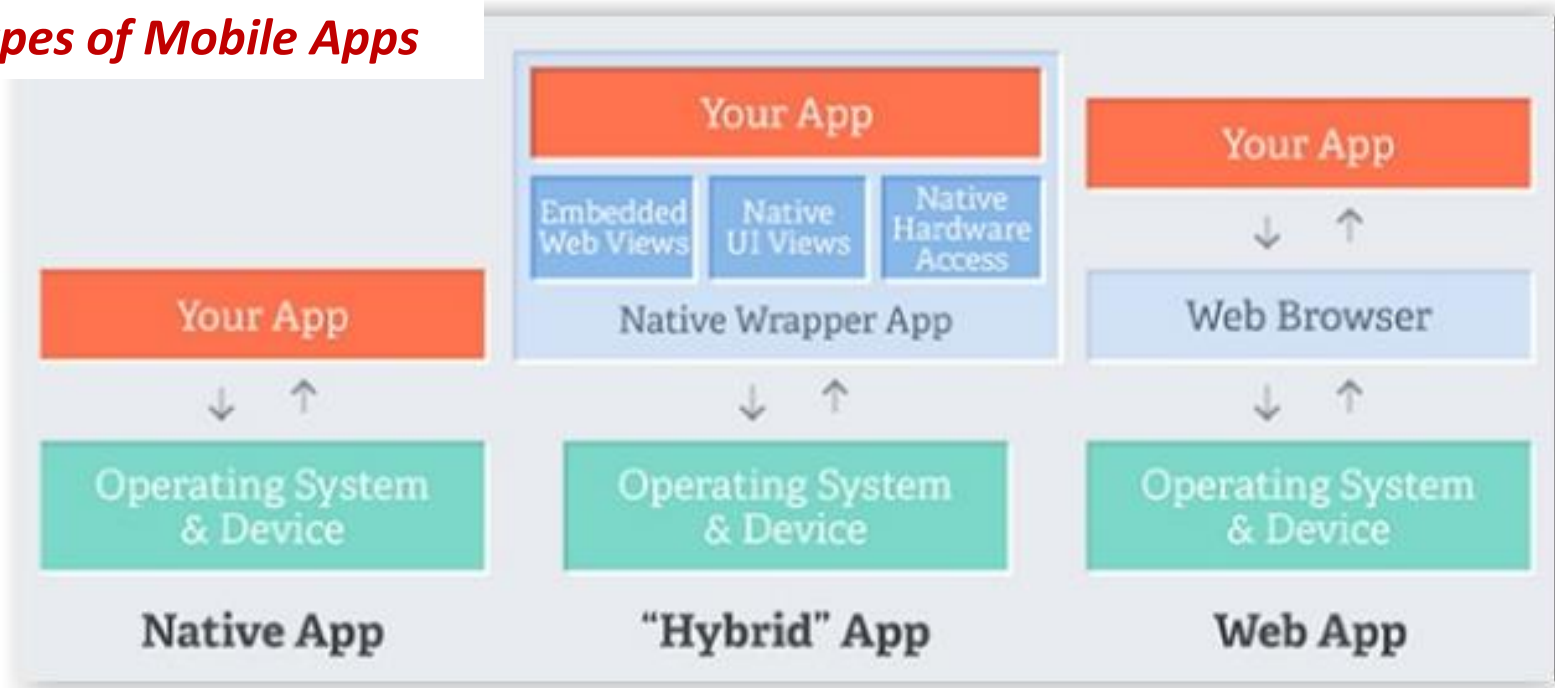 pes of Mobile Apps
Your App
Operating System
& Device
Native App
Your App
Embedded
Web Views
Native
UI Views
Native
Hardware
Access
Native Wrapper App
Operating System
& Device
“Hybrid” App
Your App
Web Browser
Operating System
& Device
Web App